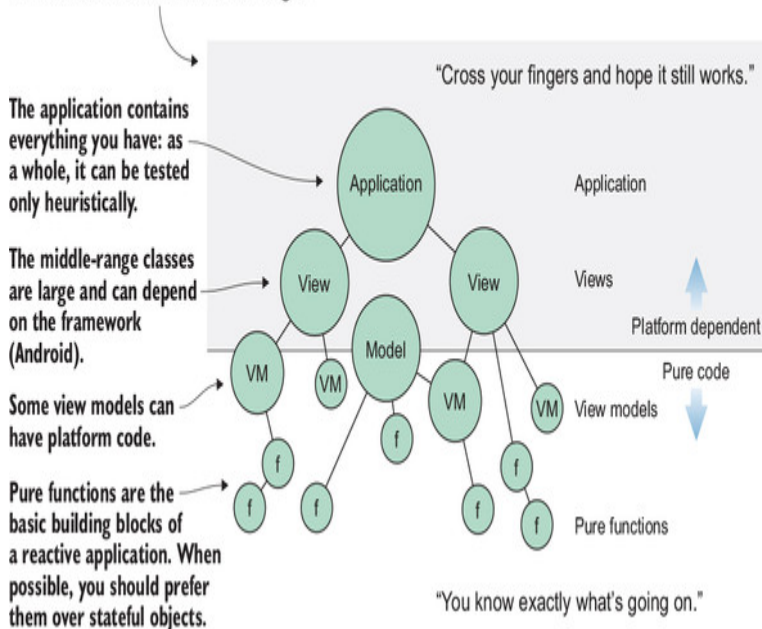 "Cross your fingers and hope it still works."
The application contains
everything you have: as
a whole, it can be tested
only heuristically.
Application
Application
The middle-range classes
are large and can depend
on the framework
(Android).
View
View
Views
Platform dependent
Model
Pure code
VM
VM
VM
VM
View models
Some view models can
have platform code.
f
f
f
f
f
f
f
Pure functions
Pure functions are the
basic building blocks of
a reactive application. When
possible, you should prefer
them over stateful objects.
"You know exactly what's going on."